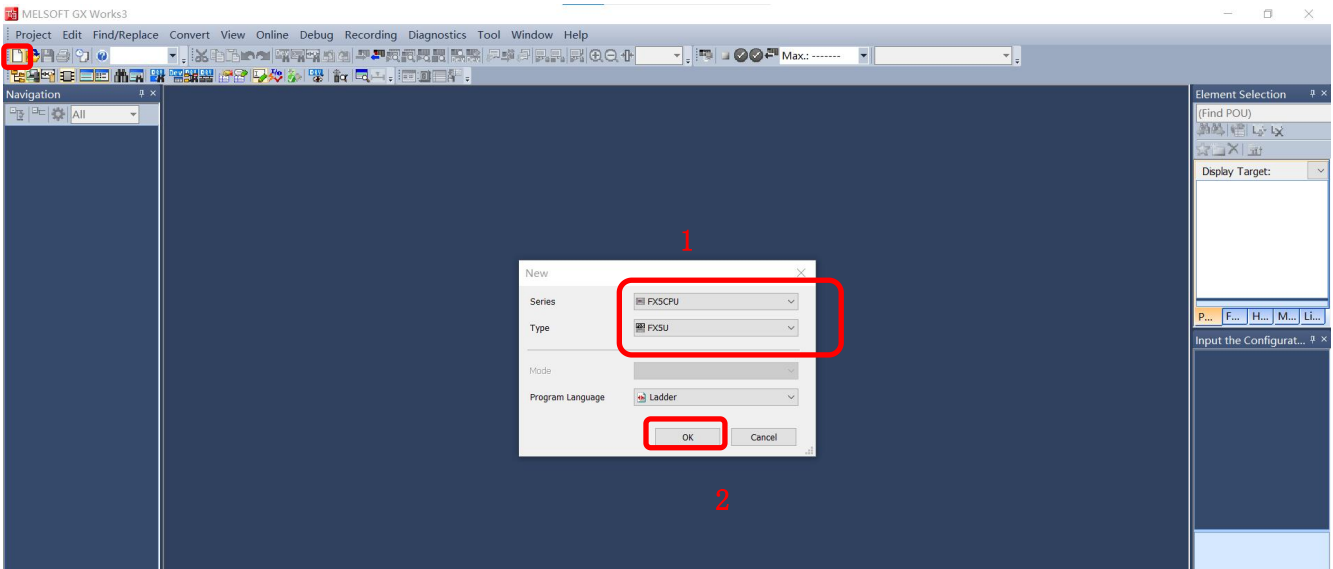 MELSOFT GX Works3
Project Edit Find/Replace Convert View Online Debug Recording Diagnostics Tool Window Help
Max.: -------
Navigation
All
Element Selection
(Find POU)
Display Target:
P... F... H... M... Li...
Input the Configurat...
1
New
Series FX5CPU
Type FX5U
Mode
Program Language Ladder
OK Cancel
2